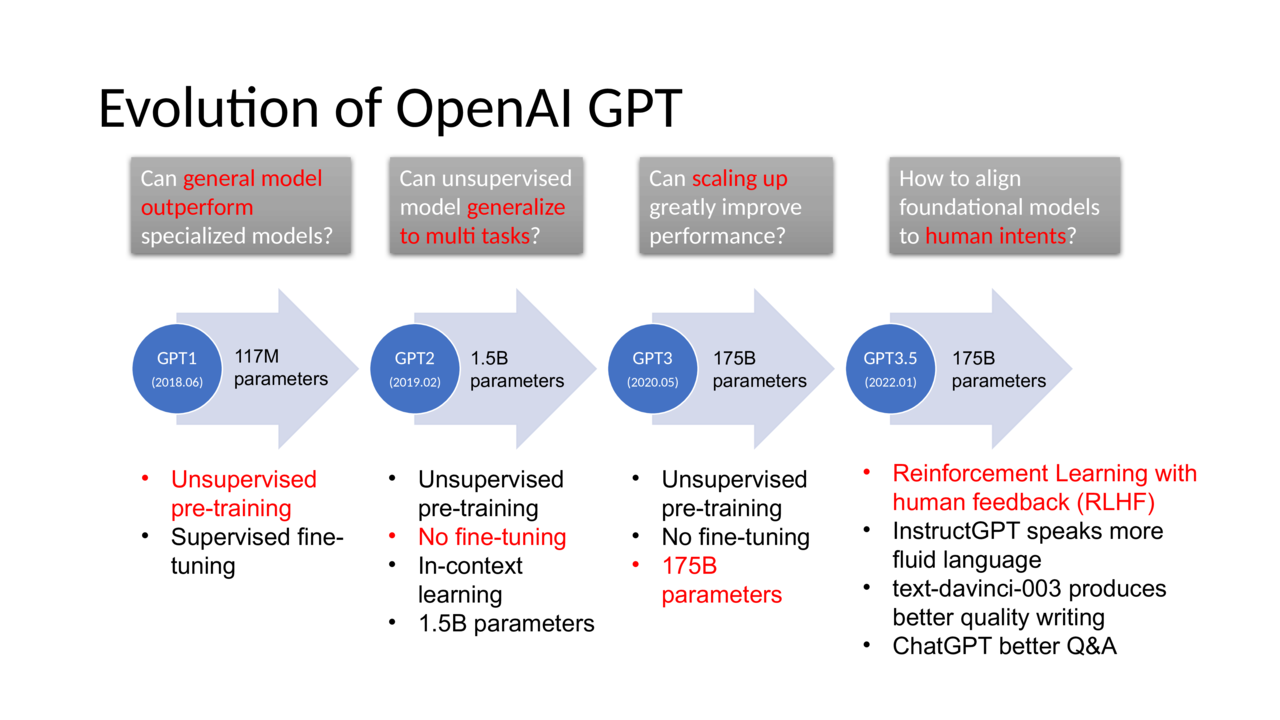 Evolution of OpenAI GPT
Can general model
outperform
specialized models?
Can unsupervised
model generalize
to multi tasks?
Can scaling up
greatly improve
performance?
How to align
foundational models
to human intents?
GPT1
(2018.06)
117M
parameters
GPT2
(2019.02)
1.5B
parameters
GPT3
(2020.05)
175B
parameters
GPT3.5
(2022.01)
175B
parameters
• Unsupervised
pre-training
• Supervised fine-
tuning
• Unsupervised
pre-training
• No fine-tuning
• In-context
learning
• 1.5B parameters
• Unsupervised
pre-training
• No fine-tuning
• 175B
parameters
• Reinforcement Learning with
human feedback (RLHF)
• InstructGPT speaks more
fluid language
• text-davinci-003 produces
better quality writing
• ChatGPT better Q&A